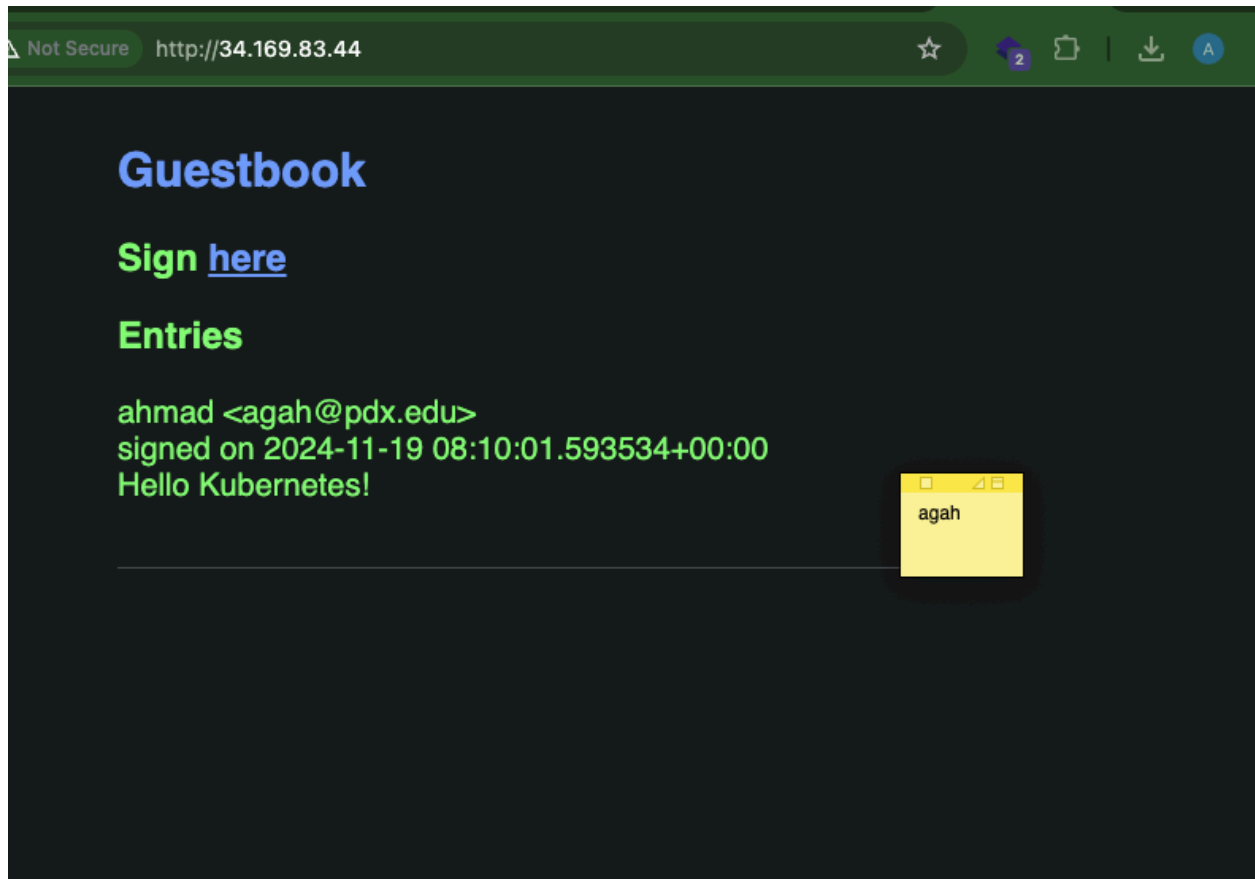 Not Secure http://34.169.83.44
2
A
Guestbook
Sign here
Entries
ahmad <agah@pdx.edu>
signed on 2024-11-19 08:10:01.593534+00:00
Hello Kubernetes!
agah